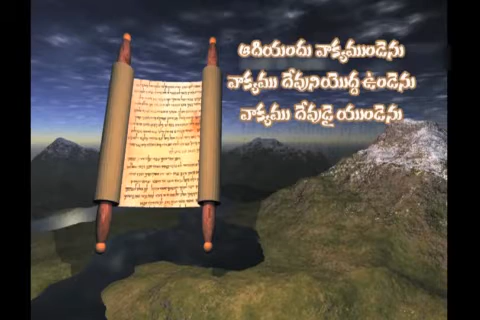 ఆదియందు వాక్యముండెను
వాక్యము దేవునియొద్ద ఉండెను
వాక్యము దేవుడై యుండెను